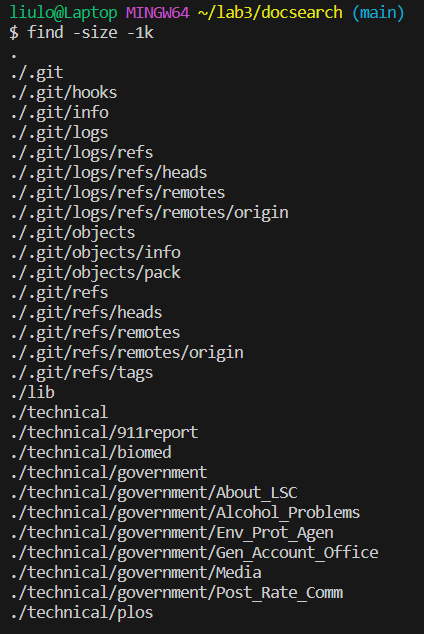 liulo@Laptop MINGW64 ~/lab3/docsearch (main)
$ find -size -1k
.
./.git
./.git/hooks
./.git/info
./.git/logs
./.git/logs/refs
./.git/logs/refs/heads
./.git/logs/refs/remotes
./.git/logs/refs/remotes/origin
./.git/objects
./.git/objects/info
./.git/objects/pack
./.git/refs
./.git/refs/heads
./.git/refs/remotes
./.git/refs/remotes/origin
./.git/refs/tags
./lib
./technical
./technical/911report
./technical/biomed
./technical/government
./technical/government/About_LSC
./technical/government/Alcohol_Problems
./technical/government/Env_Prot_Agen
./technical/government/Gen_Account_Office
./technical/government/Media
./technical/government/Post_Rate_Comm
./technical/plos